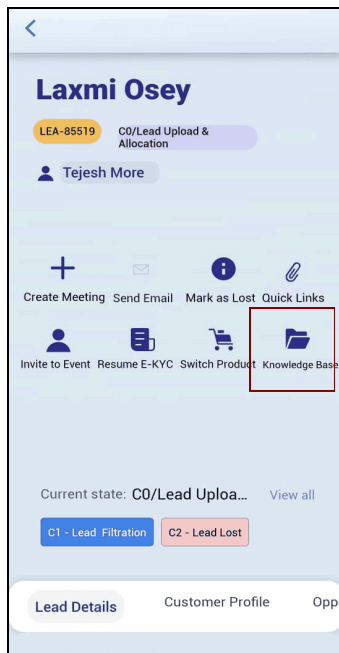 Laxmi Osey
LEA-85519
C0/Lead Upload &
Allocation
Tejesh More
Create Meeting
Send Email
Mark as Lost
Quick Links
Invite to Event
Resume E-KYC
Switch Product
Knowledge Base
Current state: C0/Lead Uploa...
View all
C1 - Lead Filtration
C2 - Lead Lost
Lead Details
Customer Profile
Opp